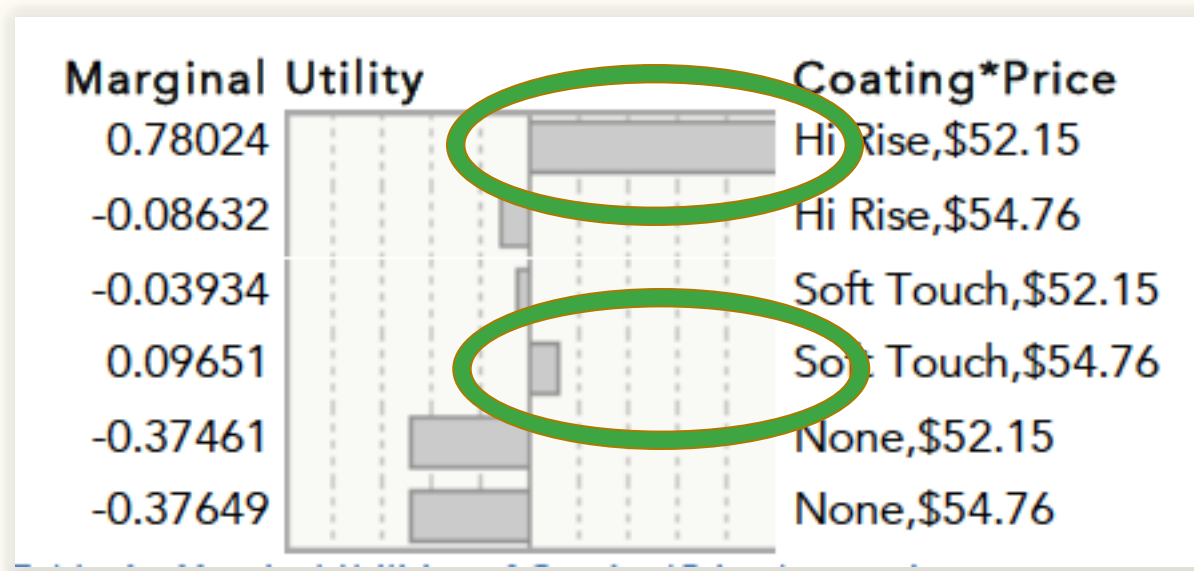 Marginal Utility Coating*Price
0.78024 Hi Rise,$52.15
-0.08632 Hi Rise,$54.76
-0.03934 Soft Touch,$52.15
0.09651 Soft Touch,$54.76
-0.37461 None,$52.15
-0.37649 None,$54.76